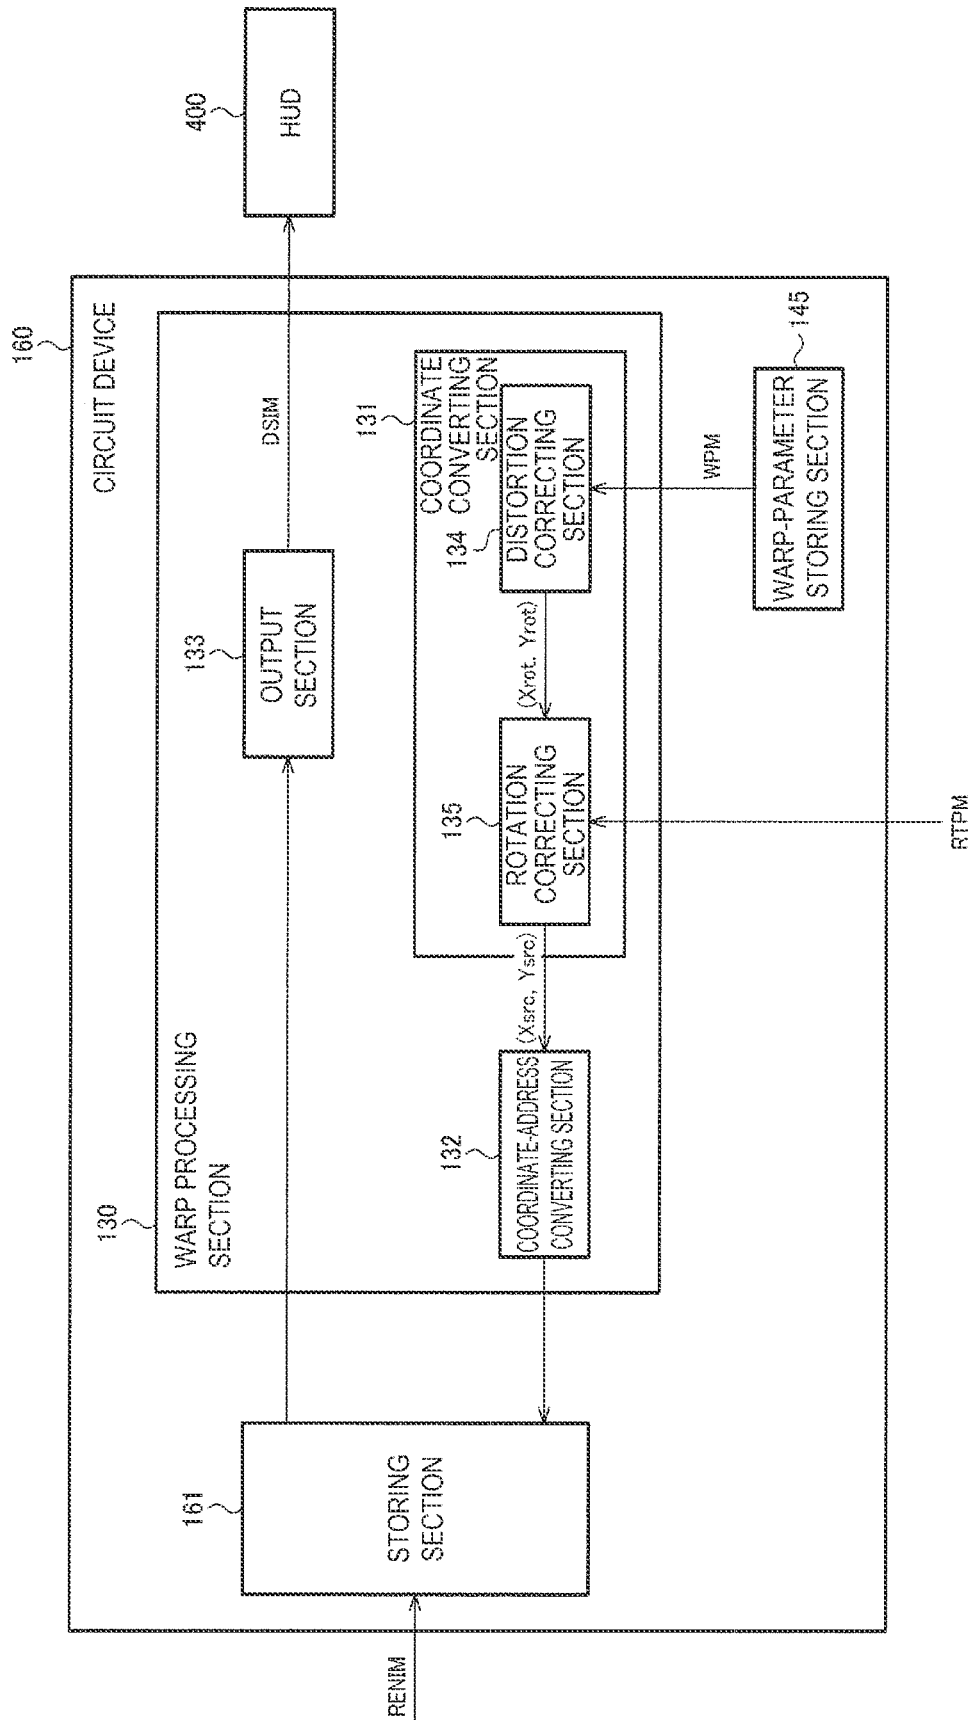 160
CIRCUIT DEVICE
130
WARP PROCESSING
SECTION
RENIM
161
STORING
SECTION
133
OUTPUT
SECTION
DSIM
400
HUD
132
COORDINATE-ADDRESS
CONVERTING SECTION
(Xsrc, Ysrc)
135
ROTATION
CORRECTING
SECTION
(Xrot, Yrot)
131
COORDINATE
CONVERTING
SECTION
134
DISTORTION
CORRECTING
SECTION
WPM
145
WARP-PARAMETER
STORING SECTION
RTPM